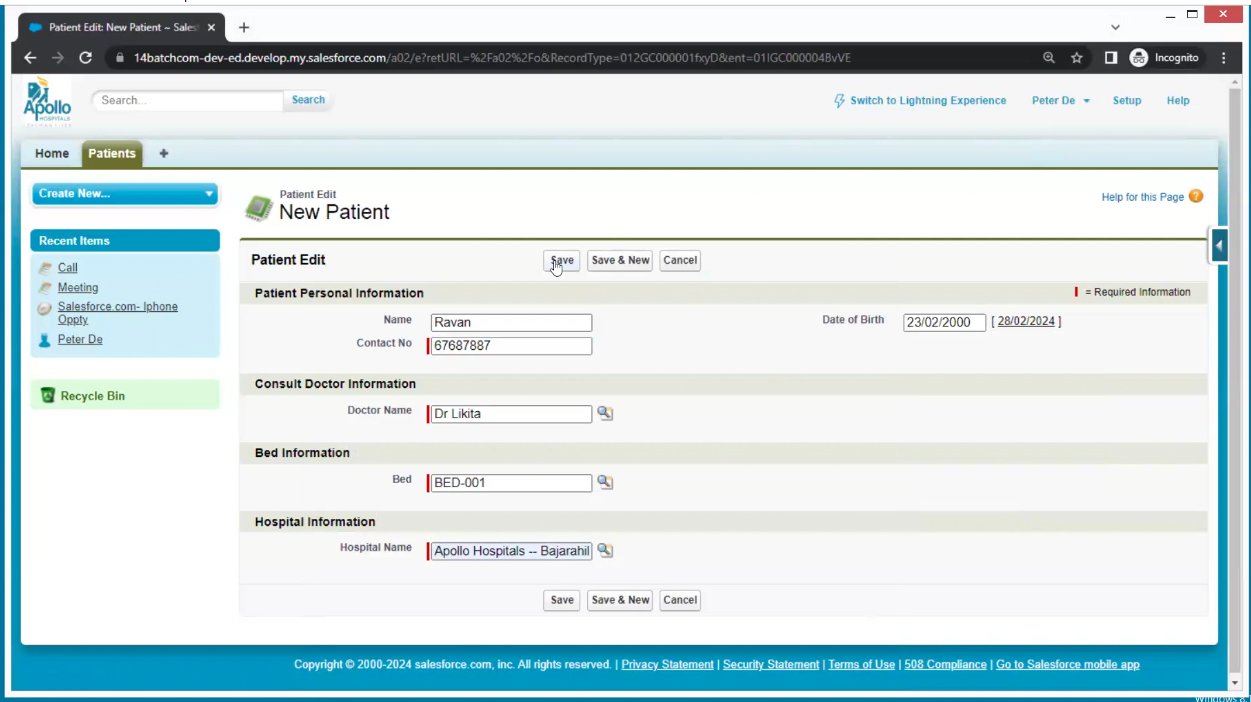 Patient Edit: New Patient ~ Sales
14batchcom-dev-ed.develop.my.salesforce.com/a02/e?retURL=%2Fa02%2Fo&RecordType=012GC000001fxyD&ent=01IGC0000048vVE
Incognito
Apollo
HOSPITALS
Search...
Search
Switch to Lightning Experience
Peter De
Setup
Help
Home
Patients
Create New...
Recent Items
Call
Meeting
Salesforce.com- Iphone
Oppty
Peter De
Recycle Bin
Patient Edit
New Patient
Help for this Page
Patient Edit
Save
Save & New
Cancel
Patient Personal Information
= Required Information
Name
Ravan
Date of Birth
23/02/2000
[ 28/02/2024 ]
Contact No
67687887
Consult Doctor Information
Doctor Name
Dr Likita
Bed Information
Bed
BED-001
Hospital Information
Hospital Name
Apollo Hospitals -- Bajarahil
Save
Save & New
Cancel
Copyright © 2000-2024 salesforce.com, inc. All rights reserved. | Privacy Statement | Security Statement | Terms of Use | 508 Compliance | Go to Salesforce mobile app